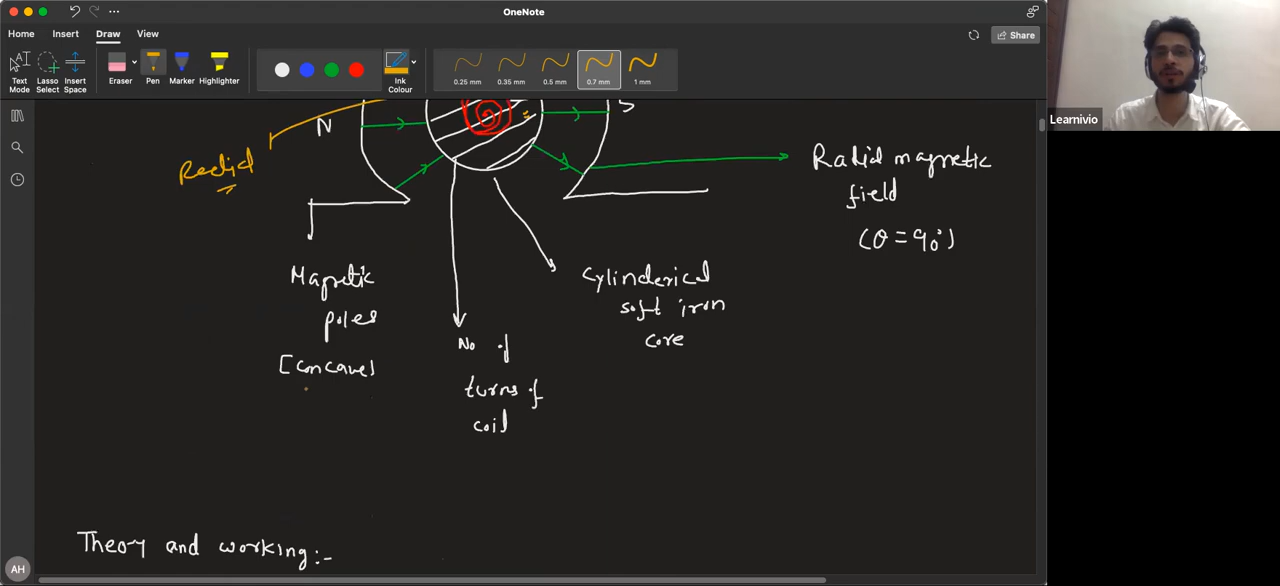 OneNote
Home Insert Draw View
Share
Text Mode
Lasso Select
Insert Space
Eraser
Pen
Marker
Highlighter
Ink Colour
0.25 mm
0.35 mm
0.5 mm
0.7 mm
1 mm
Learnivio
N
S
Radial
Radial magnetic
field
(θ = 90°)
Magnetic
poles
[concave]
No of
turns of
coil
Cylinderical
soft iron
core
Theory and working:-
AH